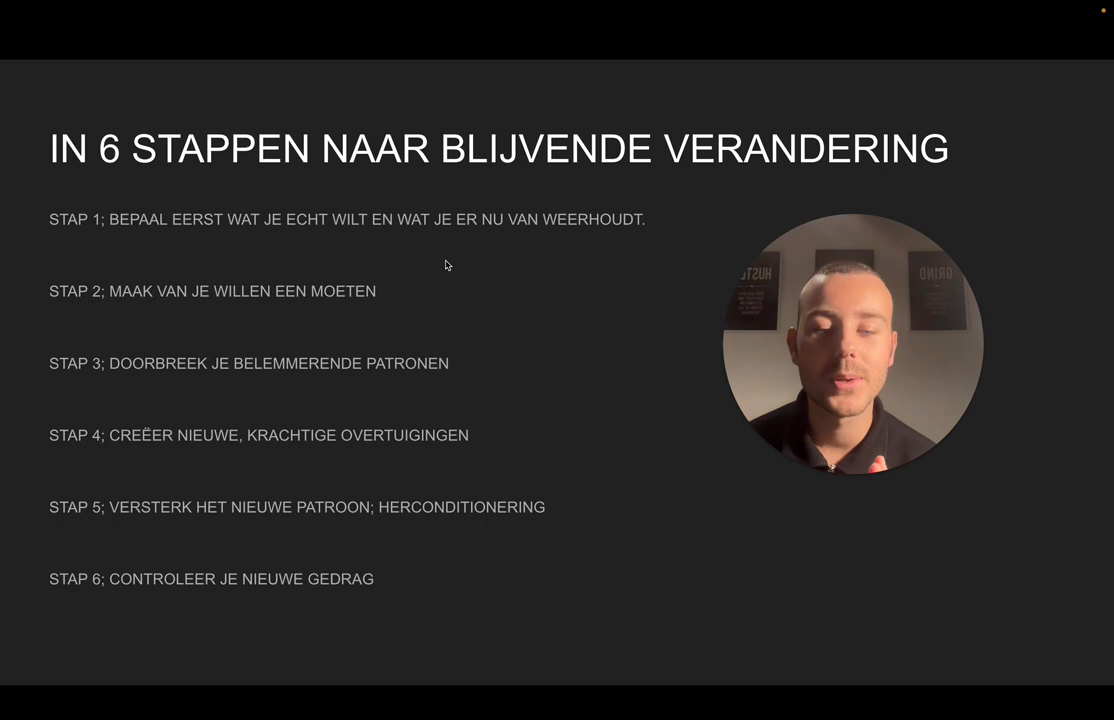 IN 6 STAPPEN NAAR BLIJVENDE VERANDERING
STAP 1; BEPAAL EERST WAT JE ECHT WILT EN WAT JE ER NU VAN WEERHOUDT.
STAP 2; MAAK VAN JE WILLEN EEN MOETEN
STAP 3; DOORBREEK JE BELEMMERENDE PATRONEN
STAP 4; CREËER NIEUWE, KRACHTIGE OVERTUIGINGEN
STAP 5; VERSTERK HET NIEUWE PATROON; HERCONDITIONERING
STAP 6; CONTROLEER JE NIEUWE GEDRAG
HUSTL
GRIND